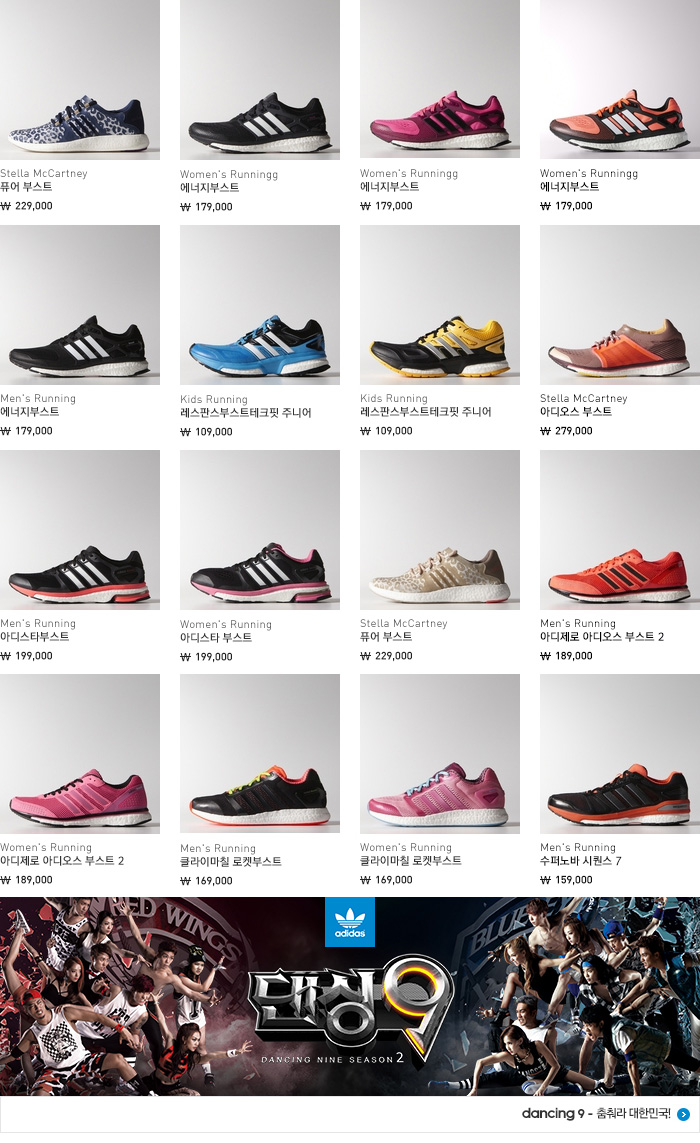 Stella McCartney
퓨어 부스트
₩ 229,000
Women's Runningg
에너지부스트
₩ 179,000
Women's Runningg
에너지부스트
₩ 179,000
Women's Runningg
에너지부스트
₩ 179,000
Men's Running
에너지부스트
₩ 179,000
Kids Running
레스판스부스트테크핏 주니어
₩ 109,000
Kids Running
레스판스부스트테크핏 주니어
₩ 109,000
Stella McCartney
아디오스 부스트
₩ 279,000
Men's Running
아디스타부스트
₩ 199,000
Women's Running
아디스타 부스트
₩ 199,000
Stella McCartney
퓨어 부스트
₩ 229,000
Men's Running
아디제로 아디오스 부스트 2
₩ 189,000
Women's Running
아디제로 아디오스 부스트 2
₩ 189,000
Men's Running
클라이마칠 로켓부스트
₩ 169,000
Women's Running
클라이마칠 로켓부스트
₩ 169,000
Men's Running
수퍼노바 시퀀스 7
₩ 159,000
RED WINGS
adidas
BLUE
댄싱9
DANCING NINE SEASON 2
dancing 9 - 춤춰라 대한민국!